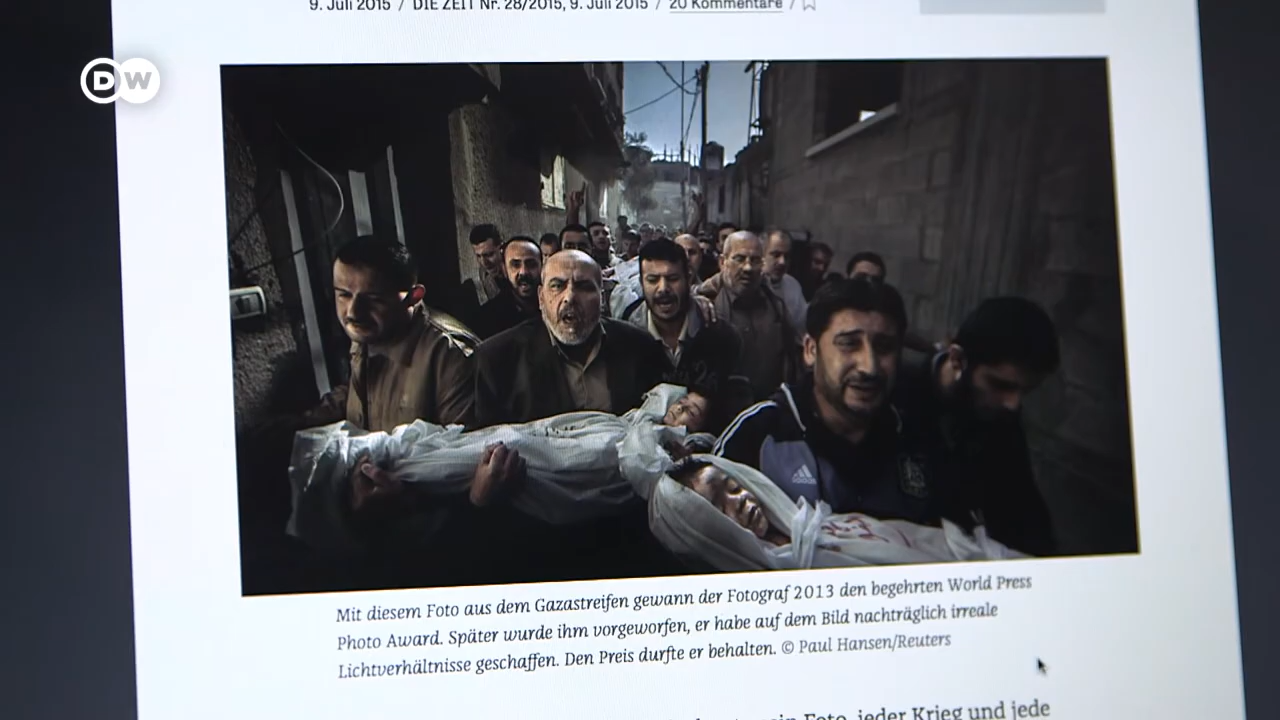 9. Juli 2015 / DIE ZEIT Nr. 28/2015, 9. Juli 2015 / 20 Kommentare /
DW
adidas
Mit diesem Foto aus dem Gazastreifen gewann der Fotograf 2013 den begehrten World Press
Photo Award. Später wurde ihm vorgeworfen, er habe auf dem Bild nachträglich irreale
Lichtverhältnisse geschaffen. Den Preis durfte er behalten. © Paul Hansen/Reuters
ein Foto, jeder Krieg und jede